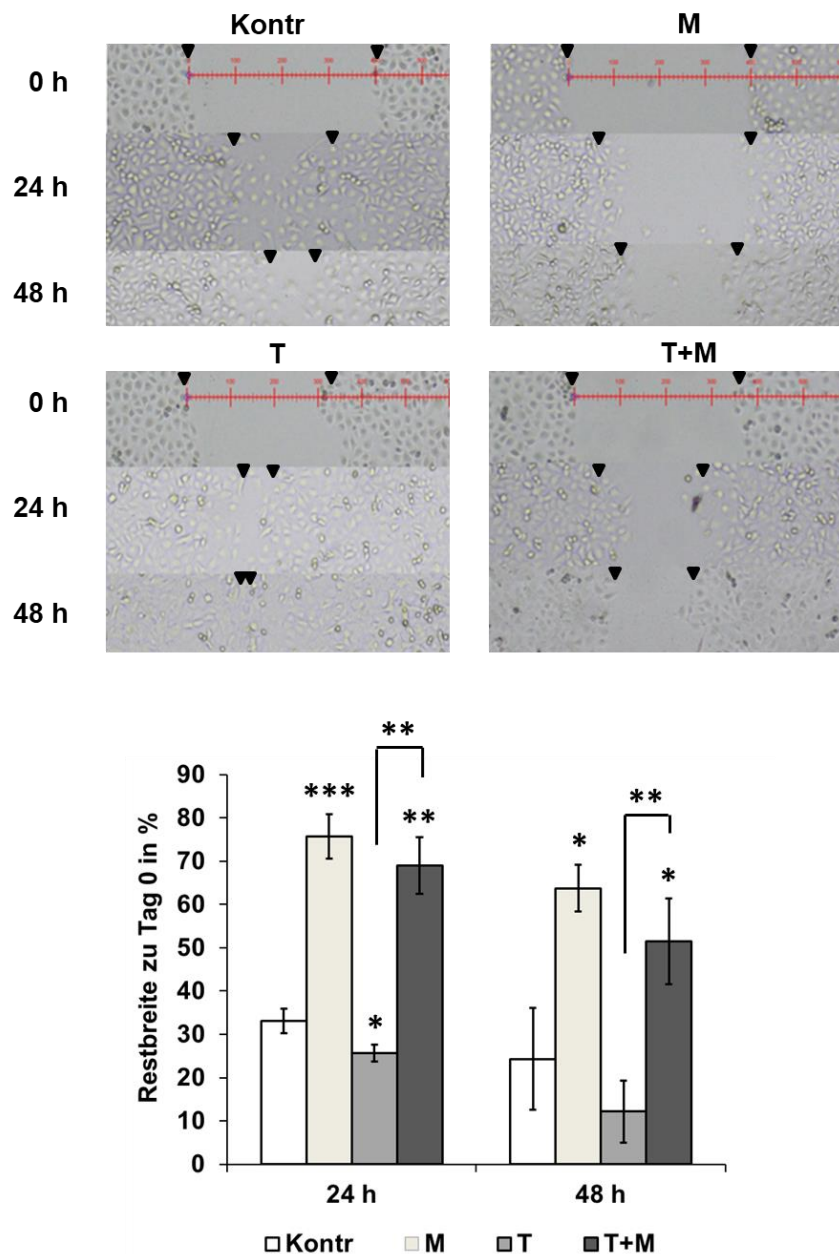 Kontr M
0 h
24 h
48 h
T T+M
0 h
24 h
48 h
Restbreite zu Tag 0 in %
90
80
70
60
50
40
30
20
10
0
** **
*** ** * *
*
24 h 48 h
Kontr M T T+M